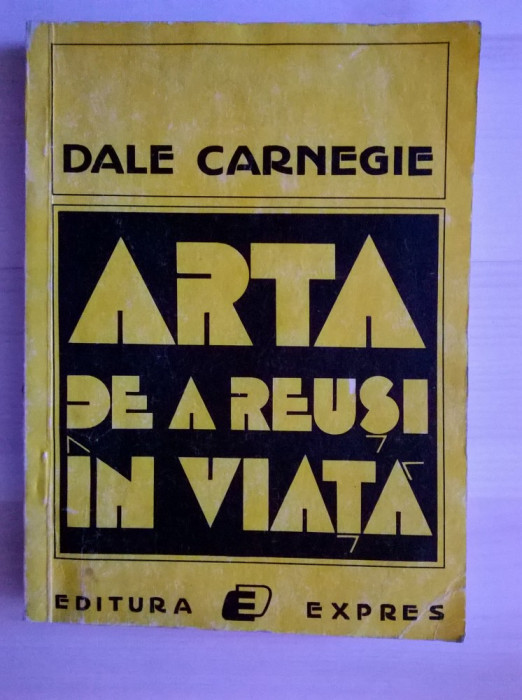 DALE CARNEGIE
ARTA
DE A REUȘI
ÎN VIAȚĂ
EDITURA E EXPRES